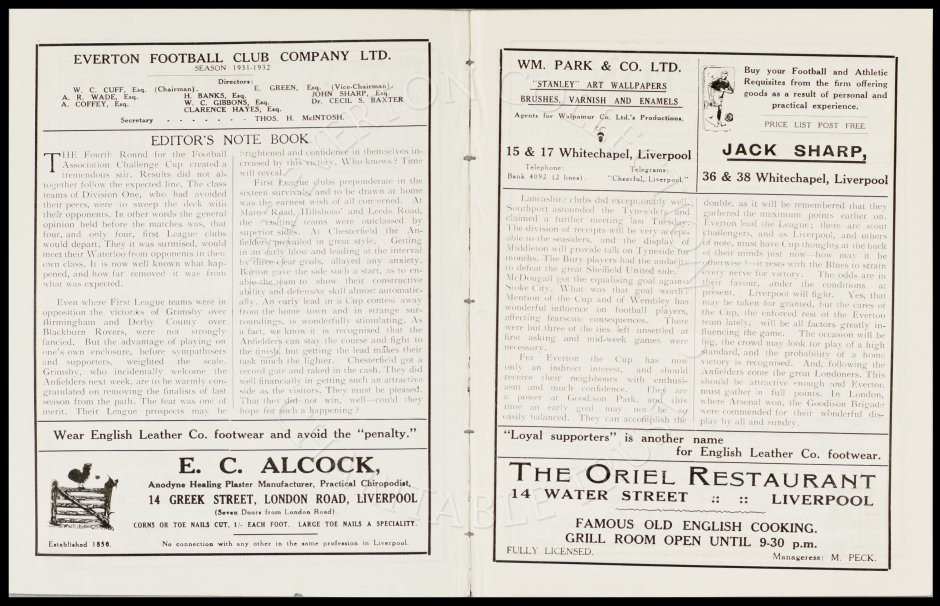 EVERTON FOOTBALL CLUB COMPANY LTD.
SEASON 1931-1932
Directors:
W. C. CUFF, Esq. (Chairman), E. GREEN, Esq. (Vice-Chairman),
A. R. WADE, Esq. H. BANKS, Esq. JOHN SHARP, Esq.
A. COFFEY, Esq. W. C. GIBBONS, Esq. Dr. CECIL S. BAXTER
CLARENCE HAYES, Esq.
Secretary - - - - - - - THOS. H. McINTOSH.
EDITOR'S NOTE BOOK.
THE Fourth Round for the Football
Association Challenge Cup created a
tremendous stir. Results did not al-
together follow the expected line. The class
teams of Division One, who had avoided
their peers, were to sweep the deck with
their opponents. In other words the general
opinion held before the matches was, that
four, and only four, first League clubs
would depart. They it was surmised, would
meet their Waterloo from opponents in their
own class. It is now well known what hap-
pened, and how far removed it was from
what was expected.
Even where First League teams were in
opposition the victories of Grimsby over
Birmingham and Derby County over
Blackburn Rovers, were not strongly
fancied. But the advantage of playing on
one's own enclosure, before sympathisers
and supporters, weighted the scale.
Grimsby, who incidentally welcome the
Anfielders next week, are to be warmly con-
gratulated on removing the finalists of last
season from the path. The feat was one of
merit. Their League prospects may be
brightened and confidence in themselves in-
creased by this victory. Who knows? Time
will reveal.
First League clubs preponderate in the
sixteen survivals, and to be drawn at home
was the earnest wish of all concerned. At
Maine Road, Hillsboro' and Leeds Road,
the visiting teams were outclassed by
superior sides. At Chesterfield the An-
fielders prevailed in great style. Getting
in an early blow and leading at the interval
by three clear goals, allayed any anxiety.
Barton gave the side such a start, as to en-
able the team to show their constructive
ability and defensive skill almost automatic-
ally. An early lead in a Cup contest away
from the home town and in strange sur-
roundings, is wonderfully stimulating. As
a fact, we know it is recognised that the
Anfielders can stay the course and fight to
the finish, but getting the lead makes their
task much the lighter. Chesterfield got a
record gate and raked in the cash. They did
well financially in getting such an attractive
side as the visitors. They must be pleased.
That they did not win, well—could they
hope for such a happening?
Wear English Leather Co. footwear and avoid the "penalty."
E. C. ALCOCK,
Anodyne Healing Plaster Manufacturer, Practical Chiropodist,
14 GREEK STREET, LONDON ROAD, LIVERPOOL
(Seven Doors from London Road).
CORNS OR TOE NAILS CUT, 1/- EACH FOOT. LARGE TOE NAILS A SPECIALITY.
Established 1850. No connection with any other in the same profession in Liverpool.
WM. PARK & CO. LTD.
"STANLEY" ART WALLPAPERS
BRUSHES, VARNISH AND ENAMELS
Agents for Walpamur Co. Ltd.'s Productions.
15 & 17 Whitechapel, Liverpool
Telephone: Telegrams:
Bank 4092 (2 lines). "Cheerful, Liverpool."
Buy your Football and Athletic
Requisites from the firm offering
goods as a result of personal and
practical experience.
PRICE LIST POST FREE
JACK SHARP,
36 & 38 Whitechapel, Liverpool
Lancashire clubs did exceptionally well.
Southport astounded the Tynesiders and
claimed a further meeting last Tuesday.
The division of receipts will be very accept-
able to the seasiders, and the display of
Middleton will provide talk on Tyneside for
months. The Bury players had the audacity
to defeat the great Sheffield United side.
McDougall got the equalising goal against
Stoke City. What was that goal worth?
Mention of the Cup and of Wembley has
wonderful influence on football players,
affecting fearsome consequences. There
were but three of the ties left unsettled at
first asking and mid-week games were
necessary.
For Everton the Cup has now
only an indirect interest, and should
receive their neighbours with enthusi-
asm and much confidence. They are
a power at Goodison Park, and this
time an early goal may not be so
easily balanced. They can accomplish the
double, as it will be remembered that they
gathered the maximum points earlier on.
Everton lead the League; there are stout
challengers, and as Liverpool, and others
of note, must have Cup thoughts at the back
of their minds just now—how may it be
otherwise?—it rests with the Blues to strain
every nerve for victory. The odds are in
their favour, under the conditions at
present. Liverpool will fight. Yes, that
may be taken for granted, but the cares of
the Cup, the enforced rest of the Everton
team lately, will be all factors greatly in-
fluencing the game. The occasion will be
big, the crowd may look for play of a high
standard, and the probability of a home
victory is recognised. And, following the
Anfielders come the great Londoners. This
should be attractive enough and Everton
must gather in full points. In London,
where Arsenal won, the Goodison Brigade
were commended for their wonderful dis-
play by all and sundry.
"Loyal supporters" is another name
for English Leather Co. footwear.
THE ORIEL RESTAURANT
14 WATER STREET :: :: LIVERPOOL
FAMOUS OLD ENGLISH COOKING.
GRILL ROOM OPEN UNTIL 9-30 p.m.
FULLY LICENSED. Manageress: M. PECK.